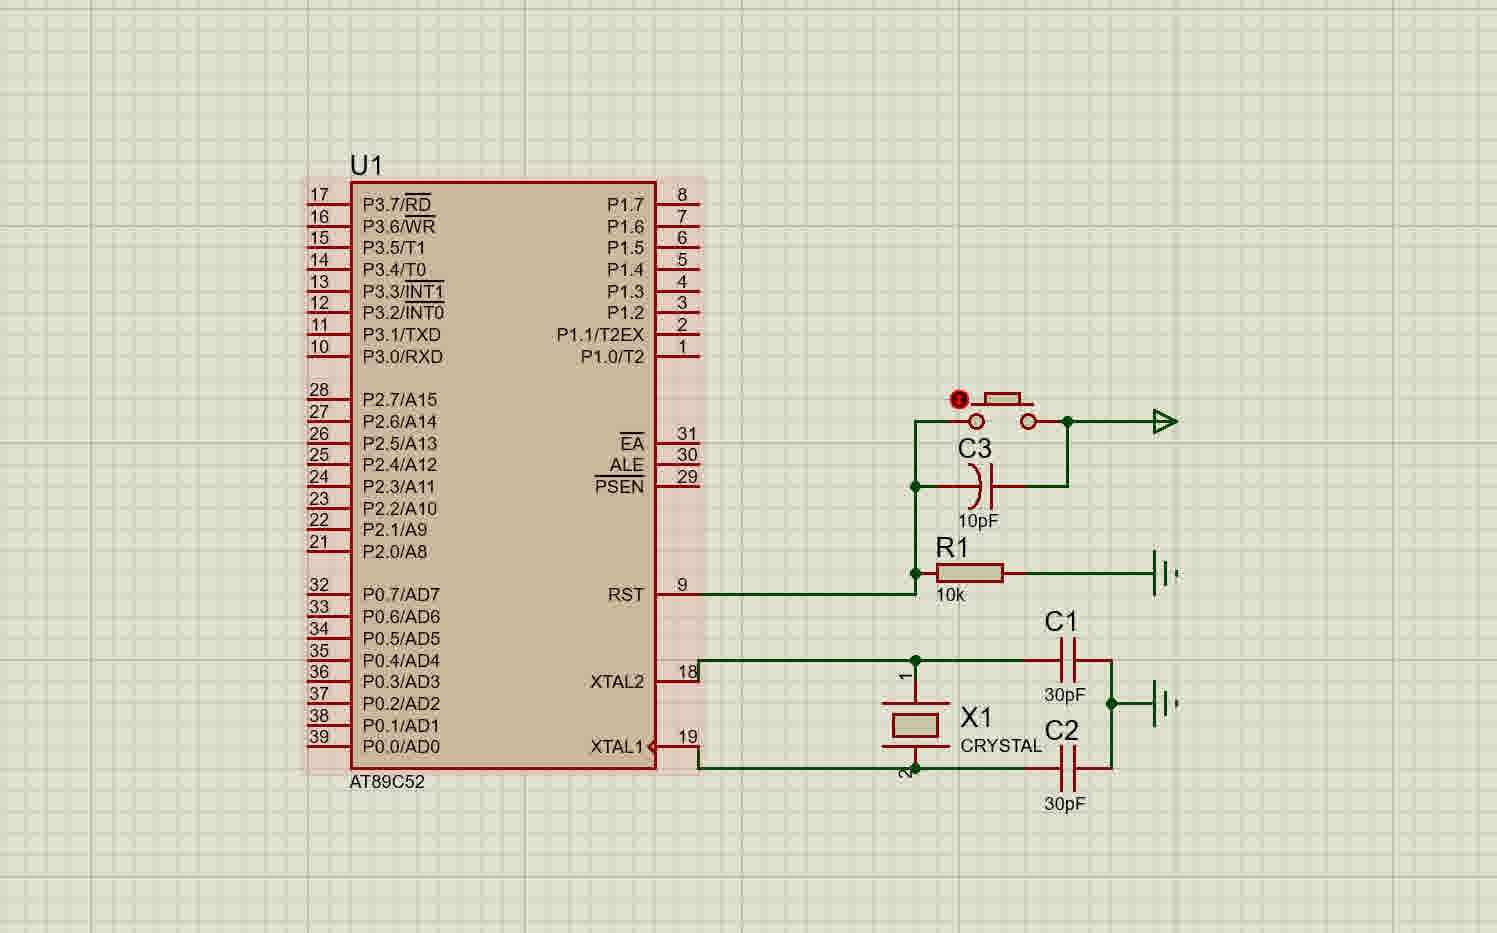 U1
17 P3.7/RD P1.7 8
16 P3.6/WR P1.6 7
15 P3.5/T1 P1.5 6
14 P3.4/T0 P1.4 5
13 P3.3/INT1 P1.3 4
12 P3.2/INT0 P1.2 3
11 P3.1/TXD P1.1/T2EX 2
10 P3.0/RXD P1.0/T2 1
28 P2.7/A15
27 P2.6/A14
26 P2.5/A13 EA 31
25 P2.4/A12 ALE 30
24 P2.3/A11 PSEN 29
23 P2.2/A10
22 P2.1/A9
21 P2.0/A8
32 P0.7/AD7 RST 9
33 P0.6/AD6
34 P0.5/AD5
35 P0.4/AD4
36 P0.3/AD3 XTAL2 18
37 P0.2/AD2
38 P0.1/AD1
39 P0.0/AD0 XTAL1 19
AT89C52
C3
10pF
R1
10k
C1
30pF
1
X1
CRYSTAL
2
C2
30pF